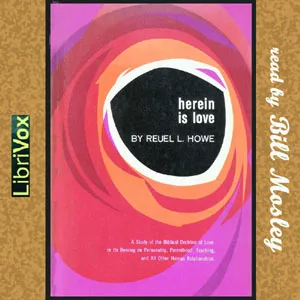 LibriVox
herein
is love
BY REUEL L. HOWE
A Study of the Biblical Doctrine of Love
in Its Bearing on Personality, Parenthood, Teaching,
and All Other Human Relationships.
read by Bill Mosley